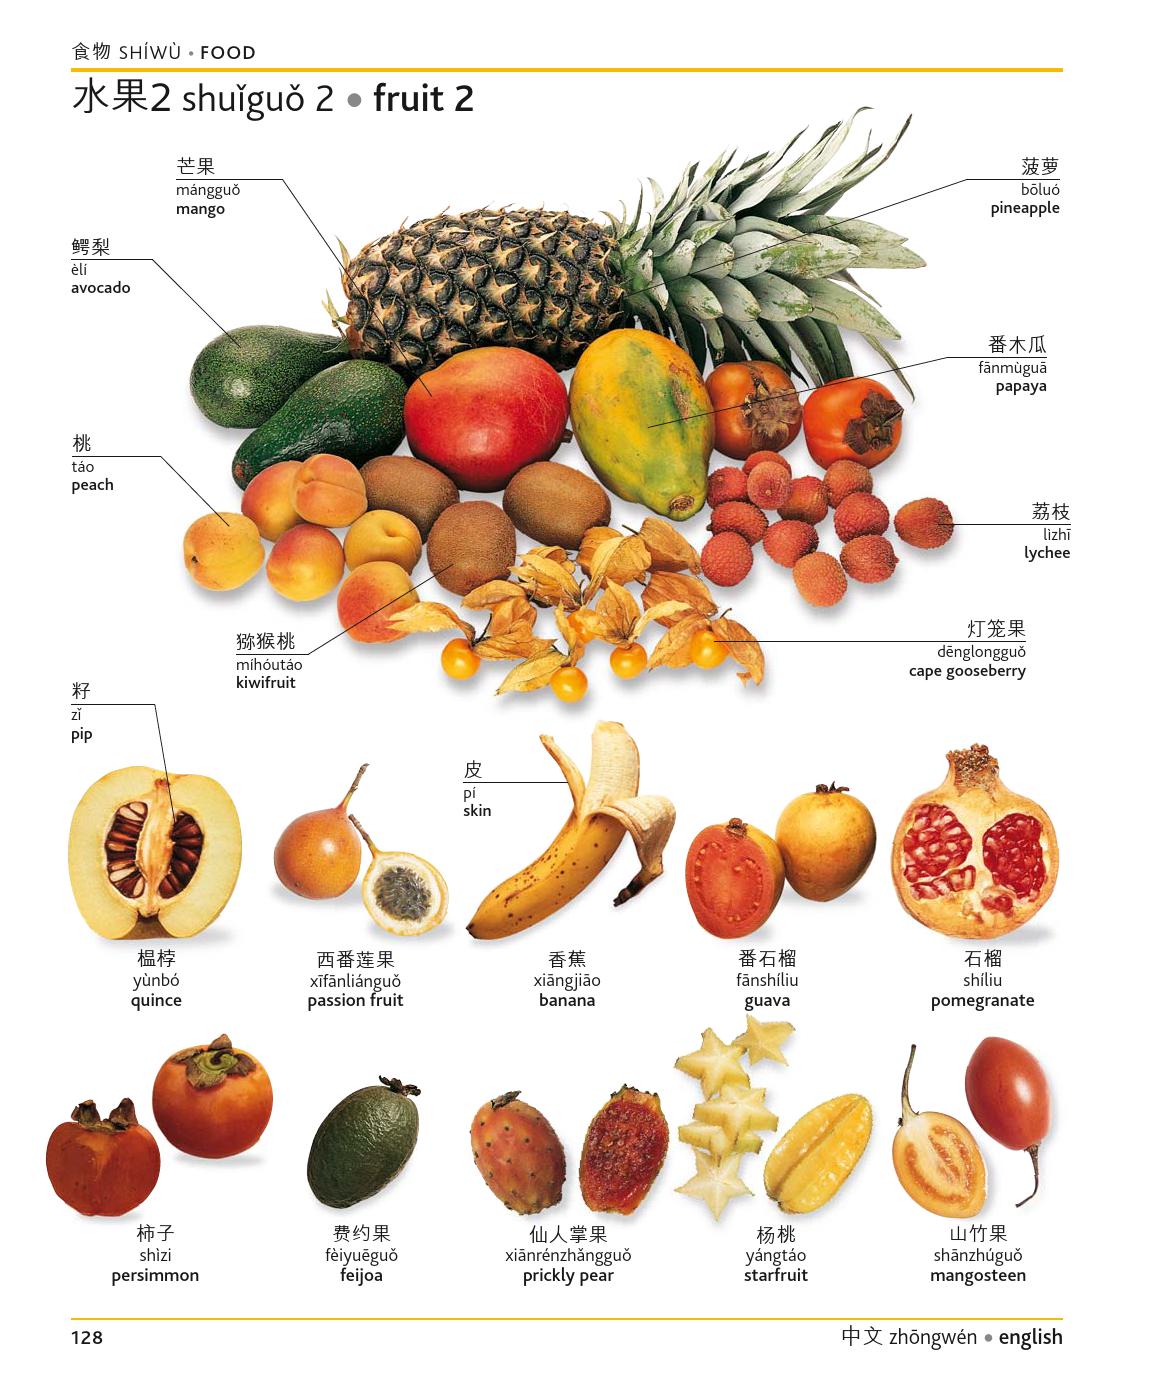 食物 SHÍWÙ • FOOD
水果2 shuǐguǒ 2 • fruit 2
芒果
mángguǒ
mango
菠萝
bōluó
pineapple
鳄梨
èlí
avocado
番木瓜
fānmùguā
papaya
桃
táo
peach
荔枝
lìzhī
lychee
猕猴桃
míhóutáo
kiwifruit
灯笼果
dēnglongguǒ
cape gooseberry
籽
zǐ
pip
皮
pí
skin
榅桲
yùnbó
quince
西番莲果
xīfānliánguǒ
passion fruit
香蕉
xiāngjiāo
banana
番石榴
fānshíliu
guava
石榴
shíliu
pomegranate
柿子
shìzi
persimmon
费约果
fèiyuēguǒ
feijoa
仙人掌果
xiānrénzhǎngguǒ
prickly pear
杨桃
yángtáo
starfruit
山竹果
shānzhúguǒ
mangosteen
128
中文 zhōngwén • english